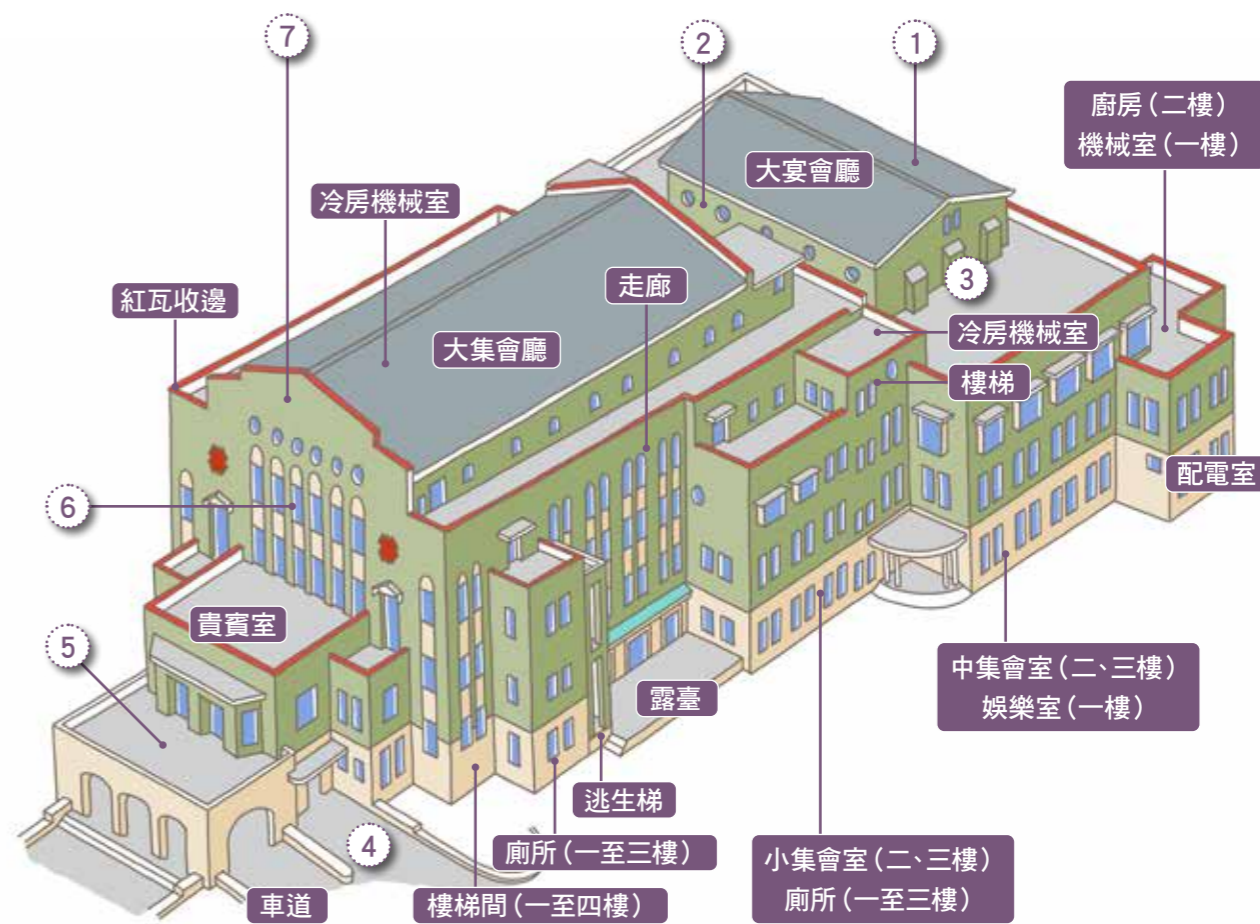 7
2
1
廚房（二樓）
機械室（一樓）
大宴會廳
冷房機械室
走廊
3
紅瓦收邊
大集會廳
冷房機械室
樓梯
配電室
6
貴賓室
5
露臺
中集會室（二、三樓）
娛樂室（一樓）
逃生梯
4
廁所（一至三樓）
小集會室（二、三樓）
廁所（一至三樓）
車道
樓梯間（一至四樓）